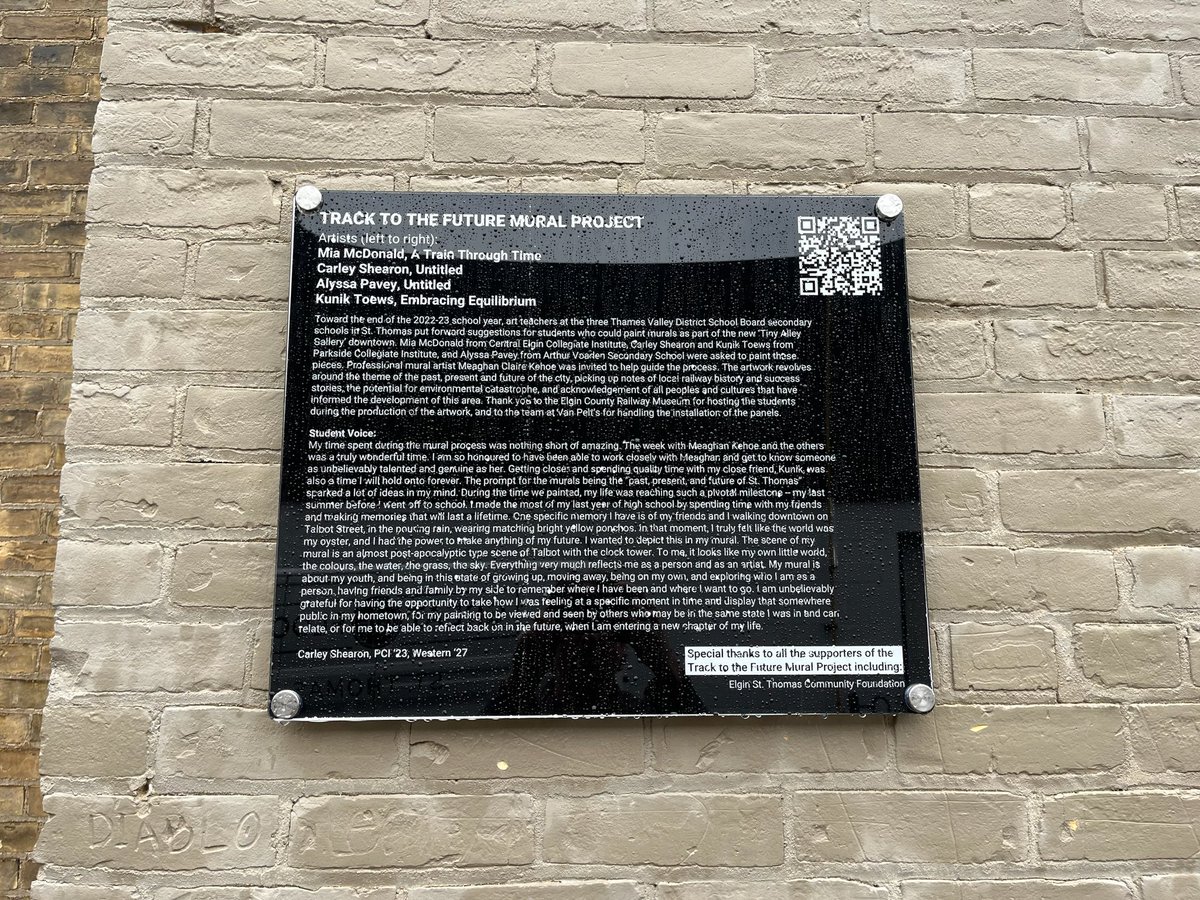 TRACK TO THE FUTURE MURAL PROJECT
Artists (left to right):
Mia McDonald, A Train Through Time
Carley Shearon, Untitled
Alyssa Pavey, Untitled
Kunik Toews, Embracing Equilibrium
Toward the end of the 2022-23 school year, art teachers at the three Thames Valley District School Board secondary
schools in St. Thomas put forward suggestions for students who could paint murals as part of the new 'Tiny Alley
Gallery' downtown. Mia McDonald from Central Elgin Collegiate Institute, Carley Shearon and Kunik Toews from
Parkside Collegiate Institute, and Alyssa Pavey from Arthur Voaden Secondary School were asked to paint those
pieces. Professional mural artist Meaghan Claire Kehoe was invited to help guide the process. The artwork revolves
around the theme of the past, present and future of the city, picking up notes of local railway history and success
stories, the potential for environmental catastrophe, and acknowledgement of all peoples and cultures that have
informed the development of this area. Thank you to the Elgin County Railway Museum for hosting the students
during the production of the artwork, and to the team at Van Pelt's for handling the installation of the panels.
Student Voice:
My time spent during the mural process was nothing short of amazing. The week with Meaghan Kehoe and the others
was a truly wonderful time. I am so honoured to have been able to work closely with Meaghan and get to know someone
as unbelievably talented and genuine as her. Getting closer and spending quality time with my close friend, Kunik, was
also a time I will hold onto forever. The prompt for the murals being the "past, present, and future of St. Thomas"
sparked a lot of ideas in my mind. During the time we painted, my life was reaching such a pivotal milestone – my last
summer before I went off to school. I made the most of my last year of high school by spending time with my friends
and making memories that will last a lifetime. One specific memory I have is of my friends and I walking downtown on
Talbot Street, in the pouring rain, wearing matching bright yellow ponchos. In that moment, I truly felt like the world was
my oyster, and I had the power to make anything of my future. I wanted to depict this in my mural. The scene of my
mural is an almost post-apocalyptic type scene of Talbot with the clock tower. To me, it looks like my own little world,
the colours, the water, the grass, the sky. Everything very much reflects me as a person and as an artist. My mural is
about my youth, and being in this state of growing up, moving away, being on my own, and exploring who I am as a
person, having friends and family by my side to remember where I have been and where I want to go. I am unbelievably
grateful for having the opportunity to take how I was feeling at a specific moment in time and display that somewhere
public in my hometown, for my painting to be viewed and seen by others who may be in the same state I was in and can
relate, or for me to be able to reflect back on in the future, when I am entering a new chapter of my life.
Carley Shearon, PCI '23, Western '27
Special thanks to all the supporters of the
Track to the Future Mural Project including:
Elgin St. Thomas Community Foundation
DIABLO